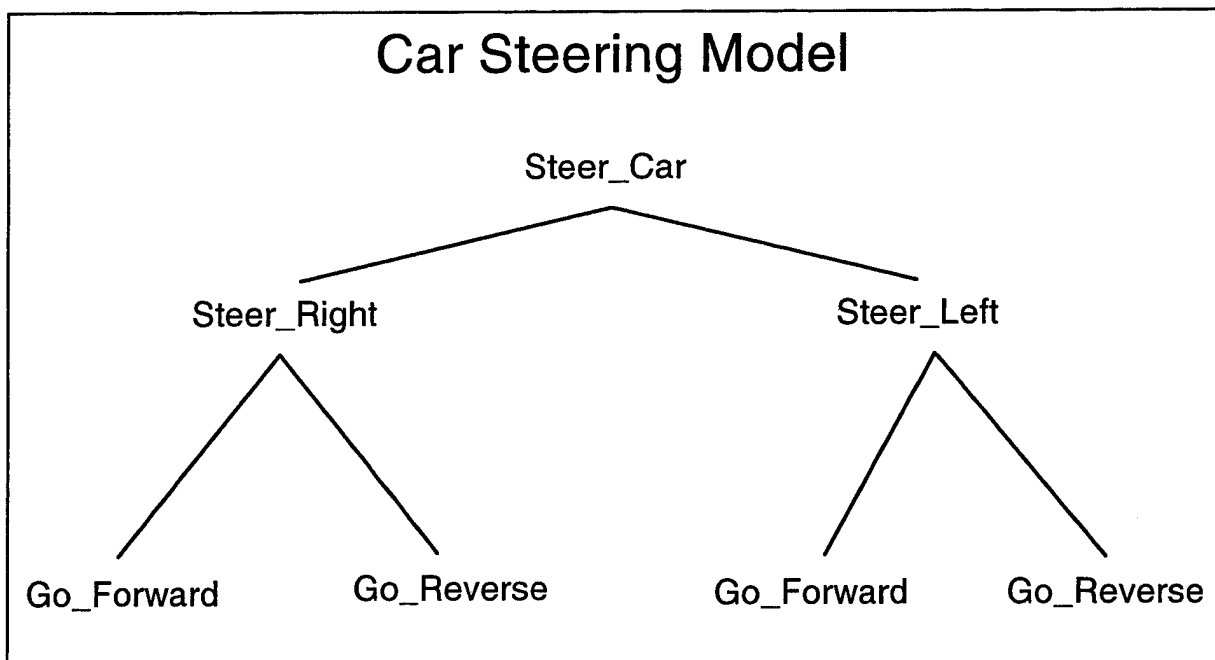 Car Steering Model
Steer_Car
Steer_Right
Steer_Left
Go_Forward
Go_Reverse
Go_Forward
Go_Reverse